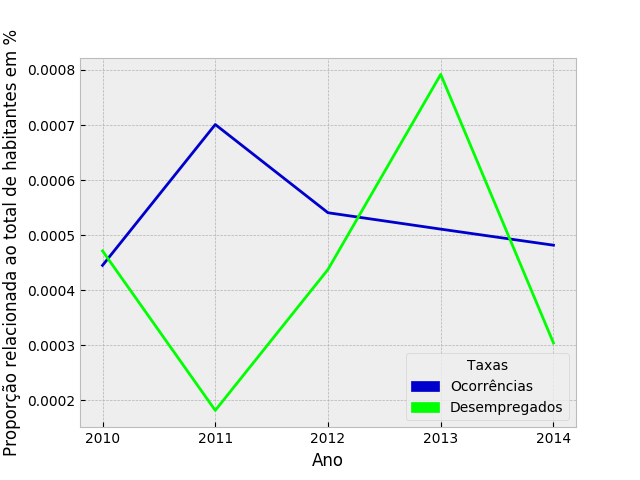 Proporção relacionada ao total de habitantes em %
0.0008
0.0007
0.0006
0.0005
0.0004
0.0003
0.0002
Taxas
Ocorrências
Desempregados
2010 2011 2012 2013 2014
Ano